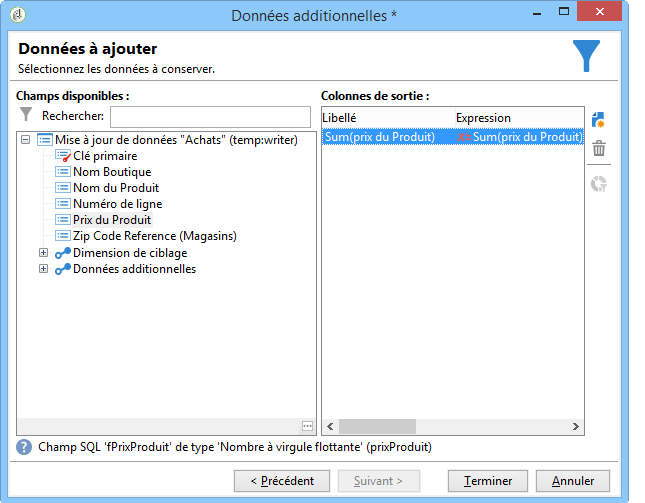 Données additionnelles *
Données à ajouter
Sélectionnez les données à conserver.
Champs disponibles :
Rechercher:
Mise à jour de données "Achats" (temp:writer)
Clé primaire
Nom Boutique
Nom du Produit
Numéro de ligne
Prix du Produit
Zip Code Reference (Magasins)
Dimension de ciblage
Données additionnelles
Colonnes de sortie :
Libellé Expression
Sum(prix du Produit) Sum(prix du Produit)
Champ SQL 'fPrixProduit' de type 'Nombre à virgule flottante' (prixProduit)
< Précédent Suivant > Terminer Annuler